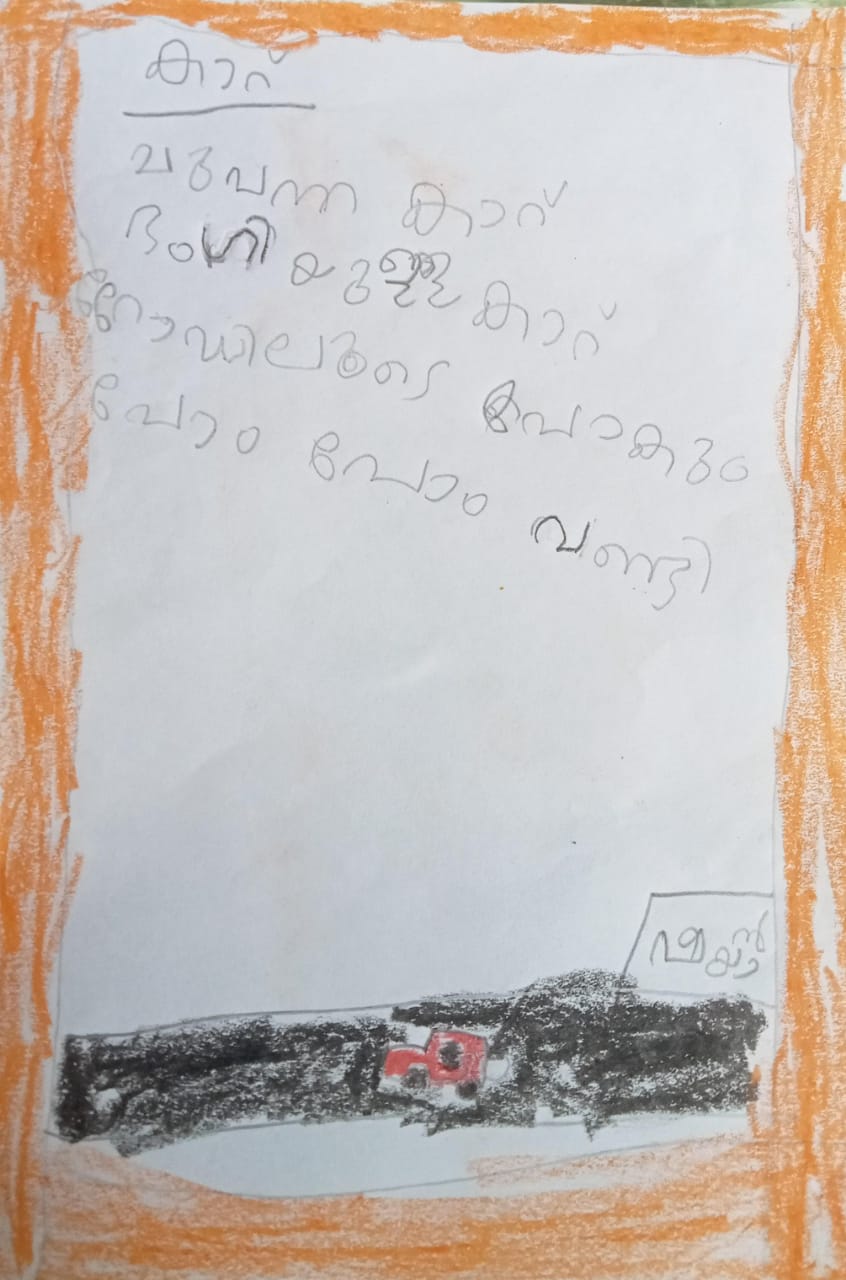 കാറ്
ചുവന്ന കാറ്
ഭംഗിയുള്ള കാറ്
റോഡിലൂടെ പോകും
പോം പോം വണ്ടി